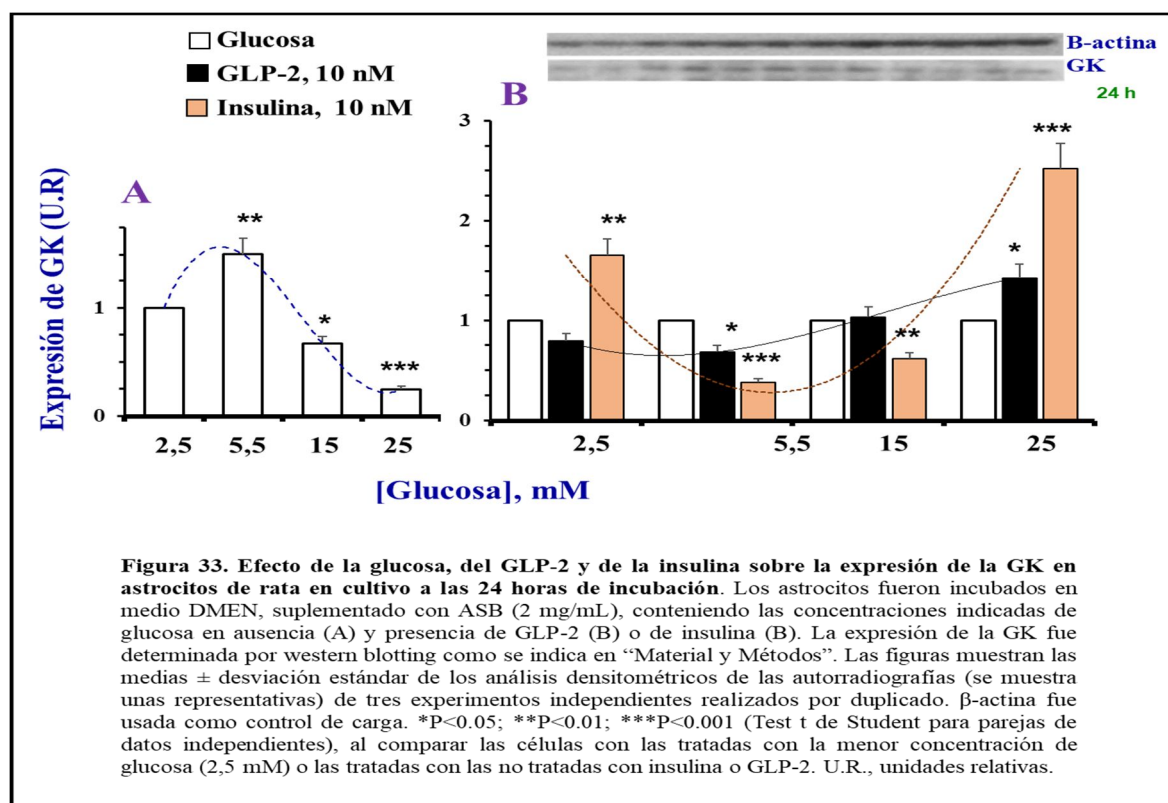 Glucosa
GLP-2, 10 nM
Insulina, 10 nM
B-actina
GK
24 h
A
B
Expresión de GK (U.R)
1
0
**
*
***
2,5 5,5 15 25
3
2
1
0
**
*
***
**
*
***
2,5 5,5 15 25
[Glucosa], mM
Figura 33. Efecto de la glucosa, del GLP-2 y de la insulina sobre la expresión de la GK en
astrocitos de rata en cultivo a las 24 horas de incubación. Los astrocitos fueron incubados en
medio DMEN, suplementado con ASB (2 mg/mL), conteniendo las concentraciones indicadas de
glucosa en ausencia (A) y presencia de GLP-2 (B) o de insulina (B). La expresión de la GK fue
determinada por western blotting como se indica en “Material y Métodos”. Las figuras muestran las
medias ± desviación estándar de los análisis densitométricos de las autorradiografías (se muestra
unas representativas) de tres experimentos independientes realizados por duplicado. β-actina fue
usada como control de carga. *P<0.05; **P<0.01; ***P<0.001 (Test t de Student para parejas de
datos independientes), al comparar las células con las tratadas con la menor concentración de
glucosa (2,5 mM) o las tratadas con las no tratadas con insulina o GLP-2. U.R., unidades relativas.